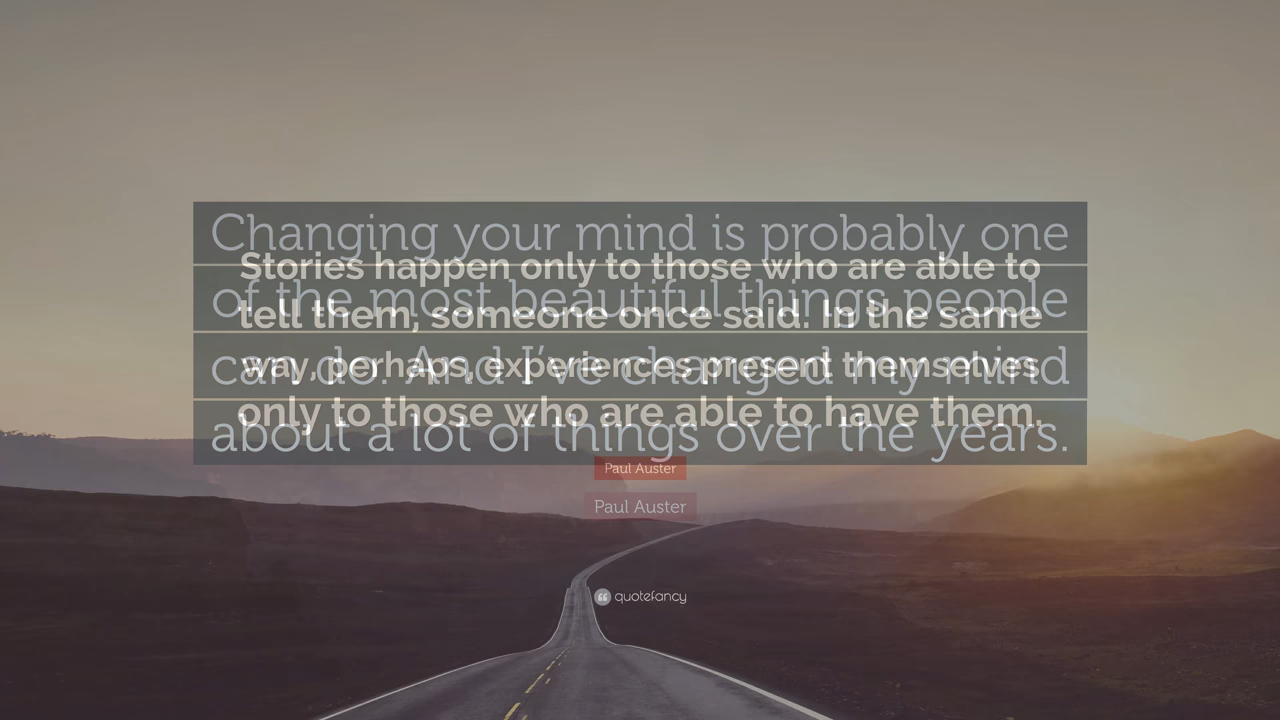 Changing your mind is probably one
of the most beautiful things people
can do. And I've changed my mind
about a lot of things over the years.
Stories happen only to those who are able to
tell them, someone once said. In the same
way, perhaps, experiences present themselves
only to those who are able to have them.
Paul Auster
Paul Auster
quotefancy